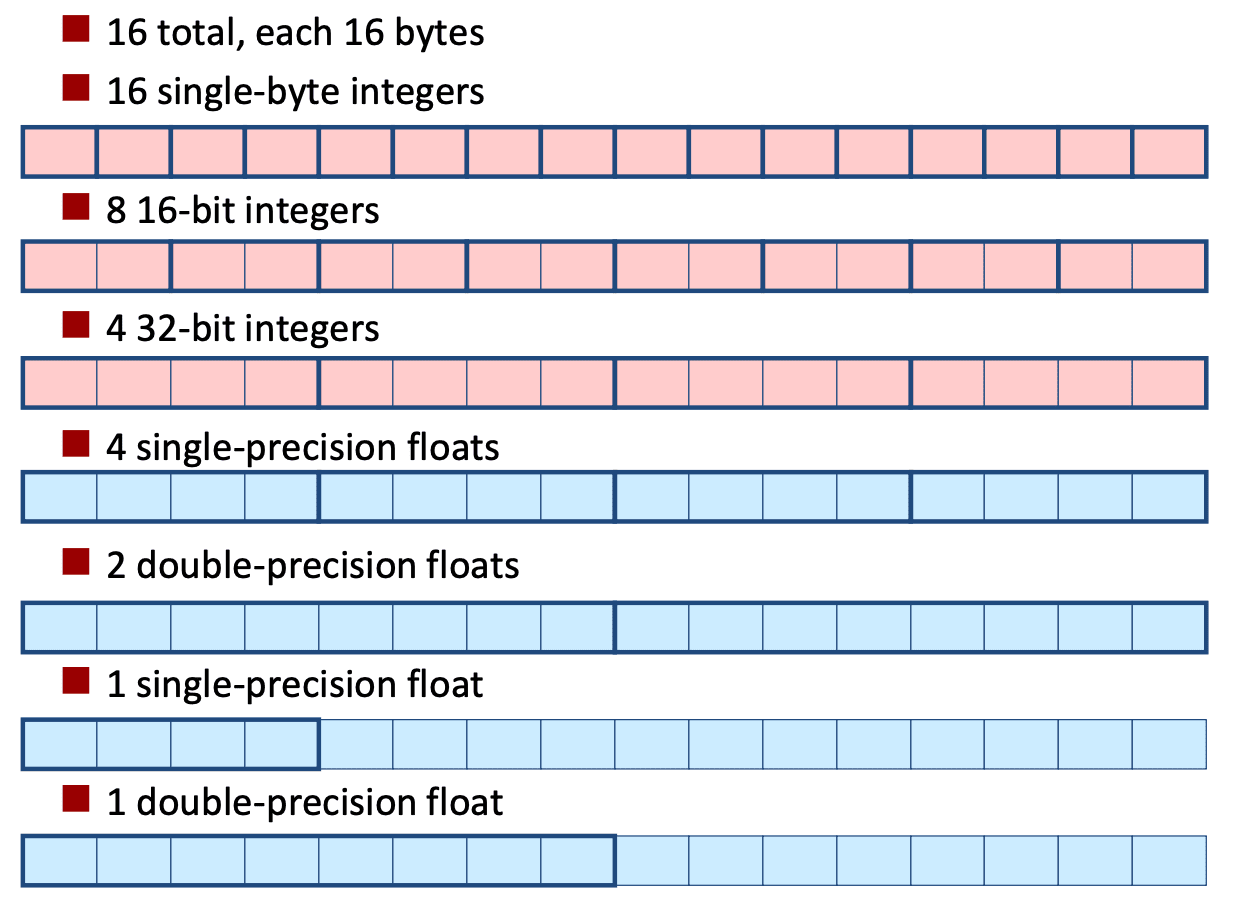 16 total, each 16 bytes
16 single-byte integers
8 16-bit integers
4 32-bit integers
4 single-precision floats
2 double-precision floats
1 single-precision float
1 double-precision float